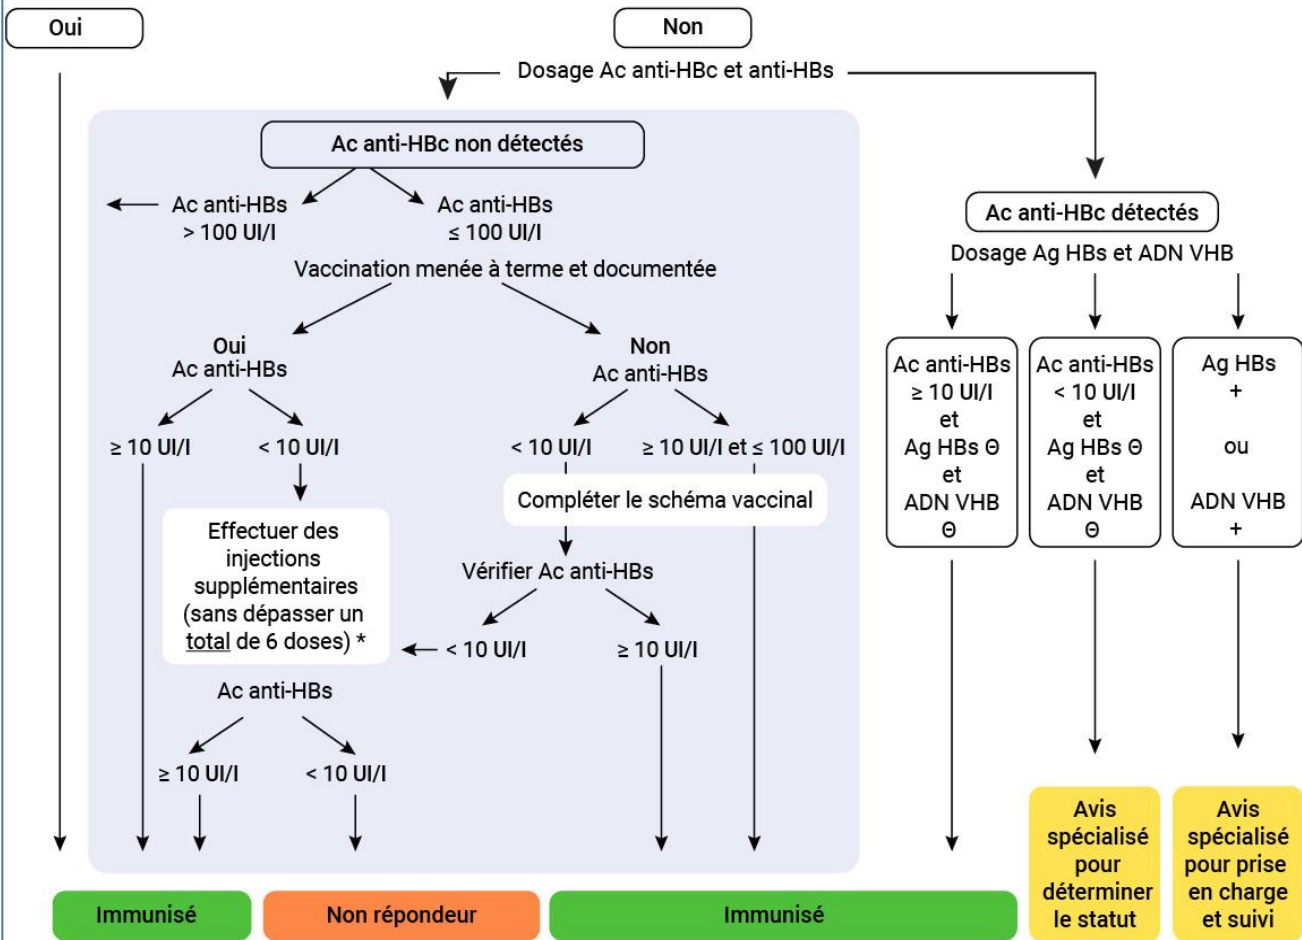 Oui
Non
Dosage Ac anti-HBc et anti-HBs
Ac anti-HBc non détectés
Ac anti-HBs
> 100 UI/l
Ac anti-HBs
≤ 100 UI/l
Vaccination menée à terme et documentée
Oui
Ac anti-HBs
Non
Ac anti-HBs
≥ 10 UI/l
< 10 UI/l
< 10 UI/l
≥ 10 UI/l et ≤ 100 UI/l
Compléter le schéma vaccinal
Effectuer des
injections
supplémentaires
(sans dépasser un
total de 6 doses) *
Vérifier Ac anti-HBs
< 10 UI/l
≥ 10 UI/l
Ac anti-HBs
≥ 10 UI/l
< 10 UI/l
Ac anti-HBc détectés
Dosage Ag HBs et ADN VHB
Ac anti-HBs
≥ 10 UI/l
et
Ag HBs Θ
et
ADN VHB
Θ
Ac anti-HBs
< 10 UI/l
et
Ag HBs Θ
et
ADN VHB
Θ
Ag HBs
+
ou
ADN VHB
+
Immunisé
Non répondeur
Immunisé
Avis
spécialisé
pour
déterminer
le statut
Avis
spécialisé
pour prise
en charge
et suivi